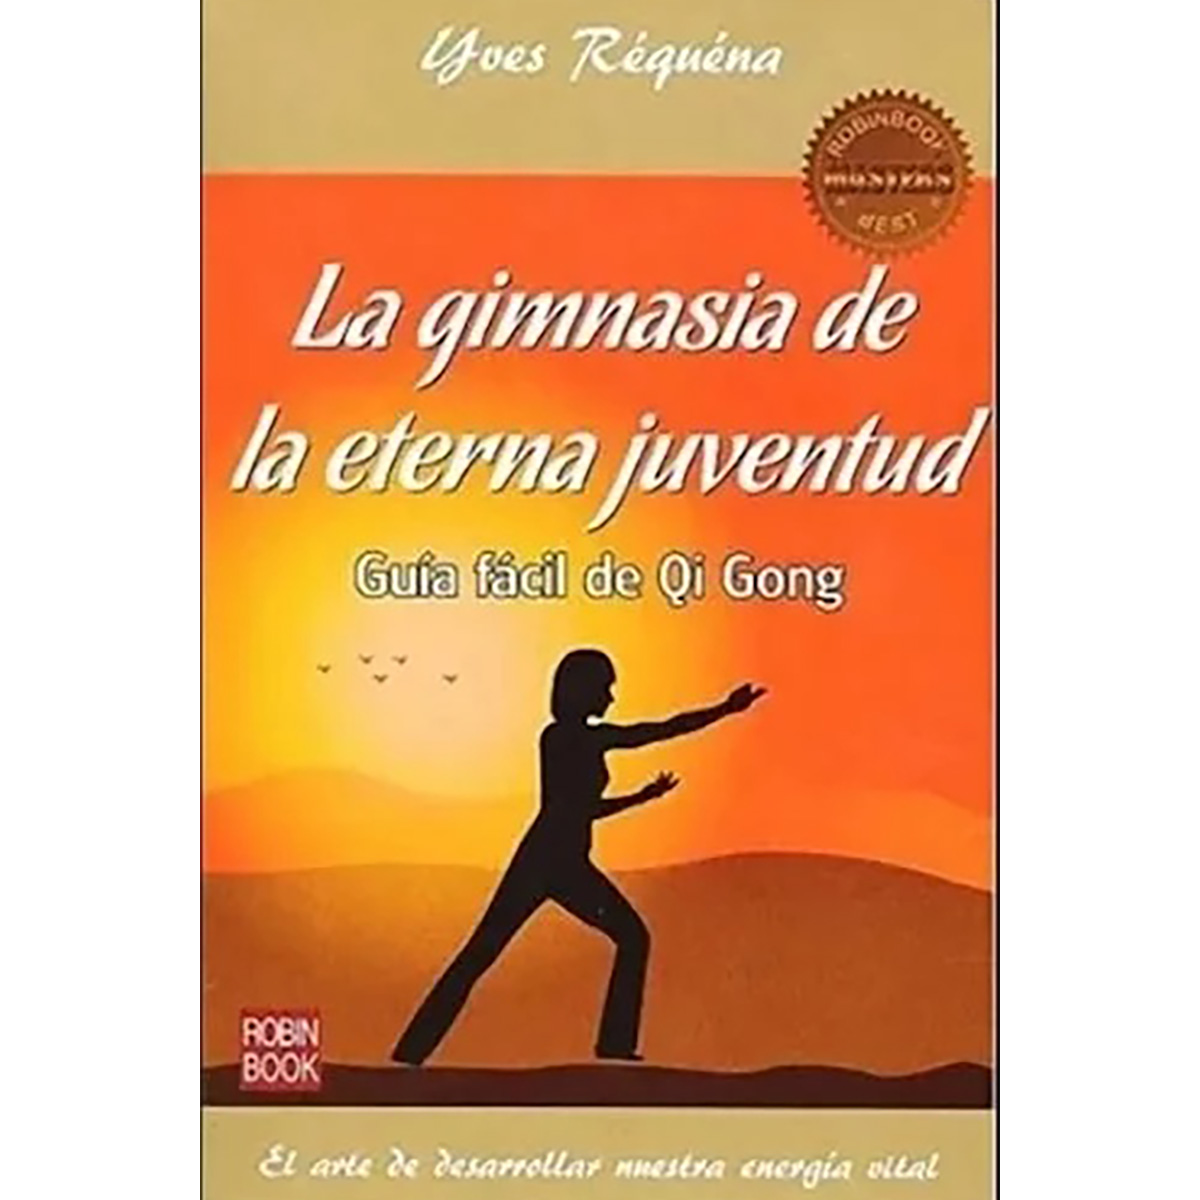 Yves Réquéna
ROBINBOOK
MASTERS
BEST
La gimnasia de
la eterna juventud
Guía fácil de Qi Gong
ROBIN
BOOK
El arte de desarrollar nuestra energía vital